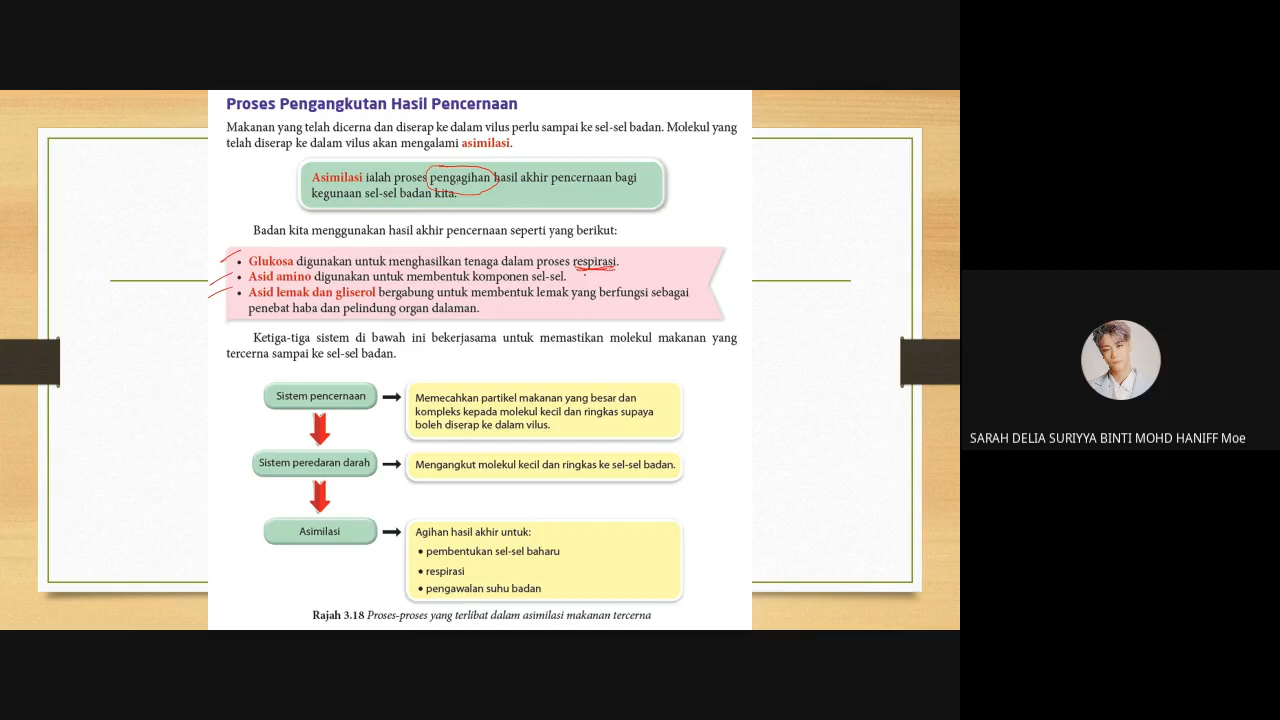 Proses Pengangkutan Hasil Pencernaan
Makanan yang telah dicerna dan diserap ke dalam vilus perlu sampai ke sel-sel badan. Molekul yang
telah diserap ke dalam vilus akan mengalami asimilasi.
Asimilasi ialah proses pengagihan hasil akhir pencernaan bagi
kegunaan sel-sel badan kita.
Badan kita menggunakan hasil akhir pencernaan seperti yang berikut:
• Glukosa digunakan untuk menghasilkan tenaga dalam proses respirasi.
• Asid amino digunakan untuk membentuk komponen sel-sel.
• Asid lemak dan gliserol bergabung untuk membentuk lemak yang berfungsi sebagai
penebat haba dan pelindung organ dalaman.
Ketiga-tiga sistem di bawah ini bekerjasama untuk memastikan molekul makanan yang
tercerna sampai ke sel-sel badan.
Sistem pencernaan
Memecahkan partikel makanan yang besar dan
kompleks kepada molekul kecil dan ringkas supaya
boleh diserap ke dalam vilus.
Sistem peredaran darah
Mengangkut molekul kecil dan ringkas ke sel-sel badan.
Asimilasi
Agihan hasil akhir untuk:
• pembentukan sel-sel baharu
• respirasi
• pengawalan suhu badan
Rajah 3.18 Proses-proses yang terlibat dalam asimilasi makanan tercerna
SARAH DELIA SURIYYA BINTI MOHD HANIFF Moe